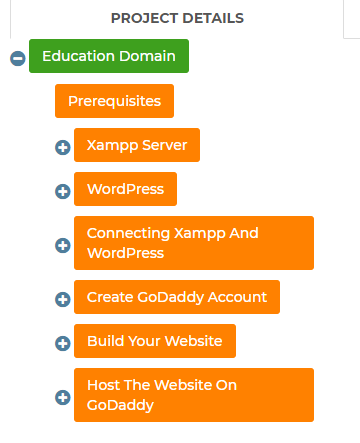 PROJECT DETAILS
Education Domain
Prerequisites
Xampp Server
WordPress
Connecting Xampp And
WordPress
Create GoDaddy Account
Build Your Website
Host The Website On
GoDaddy